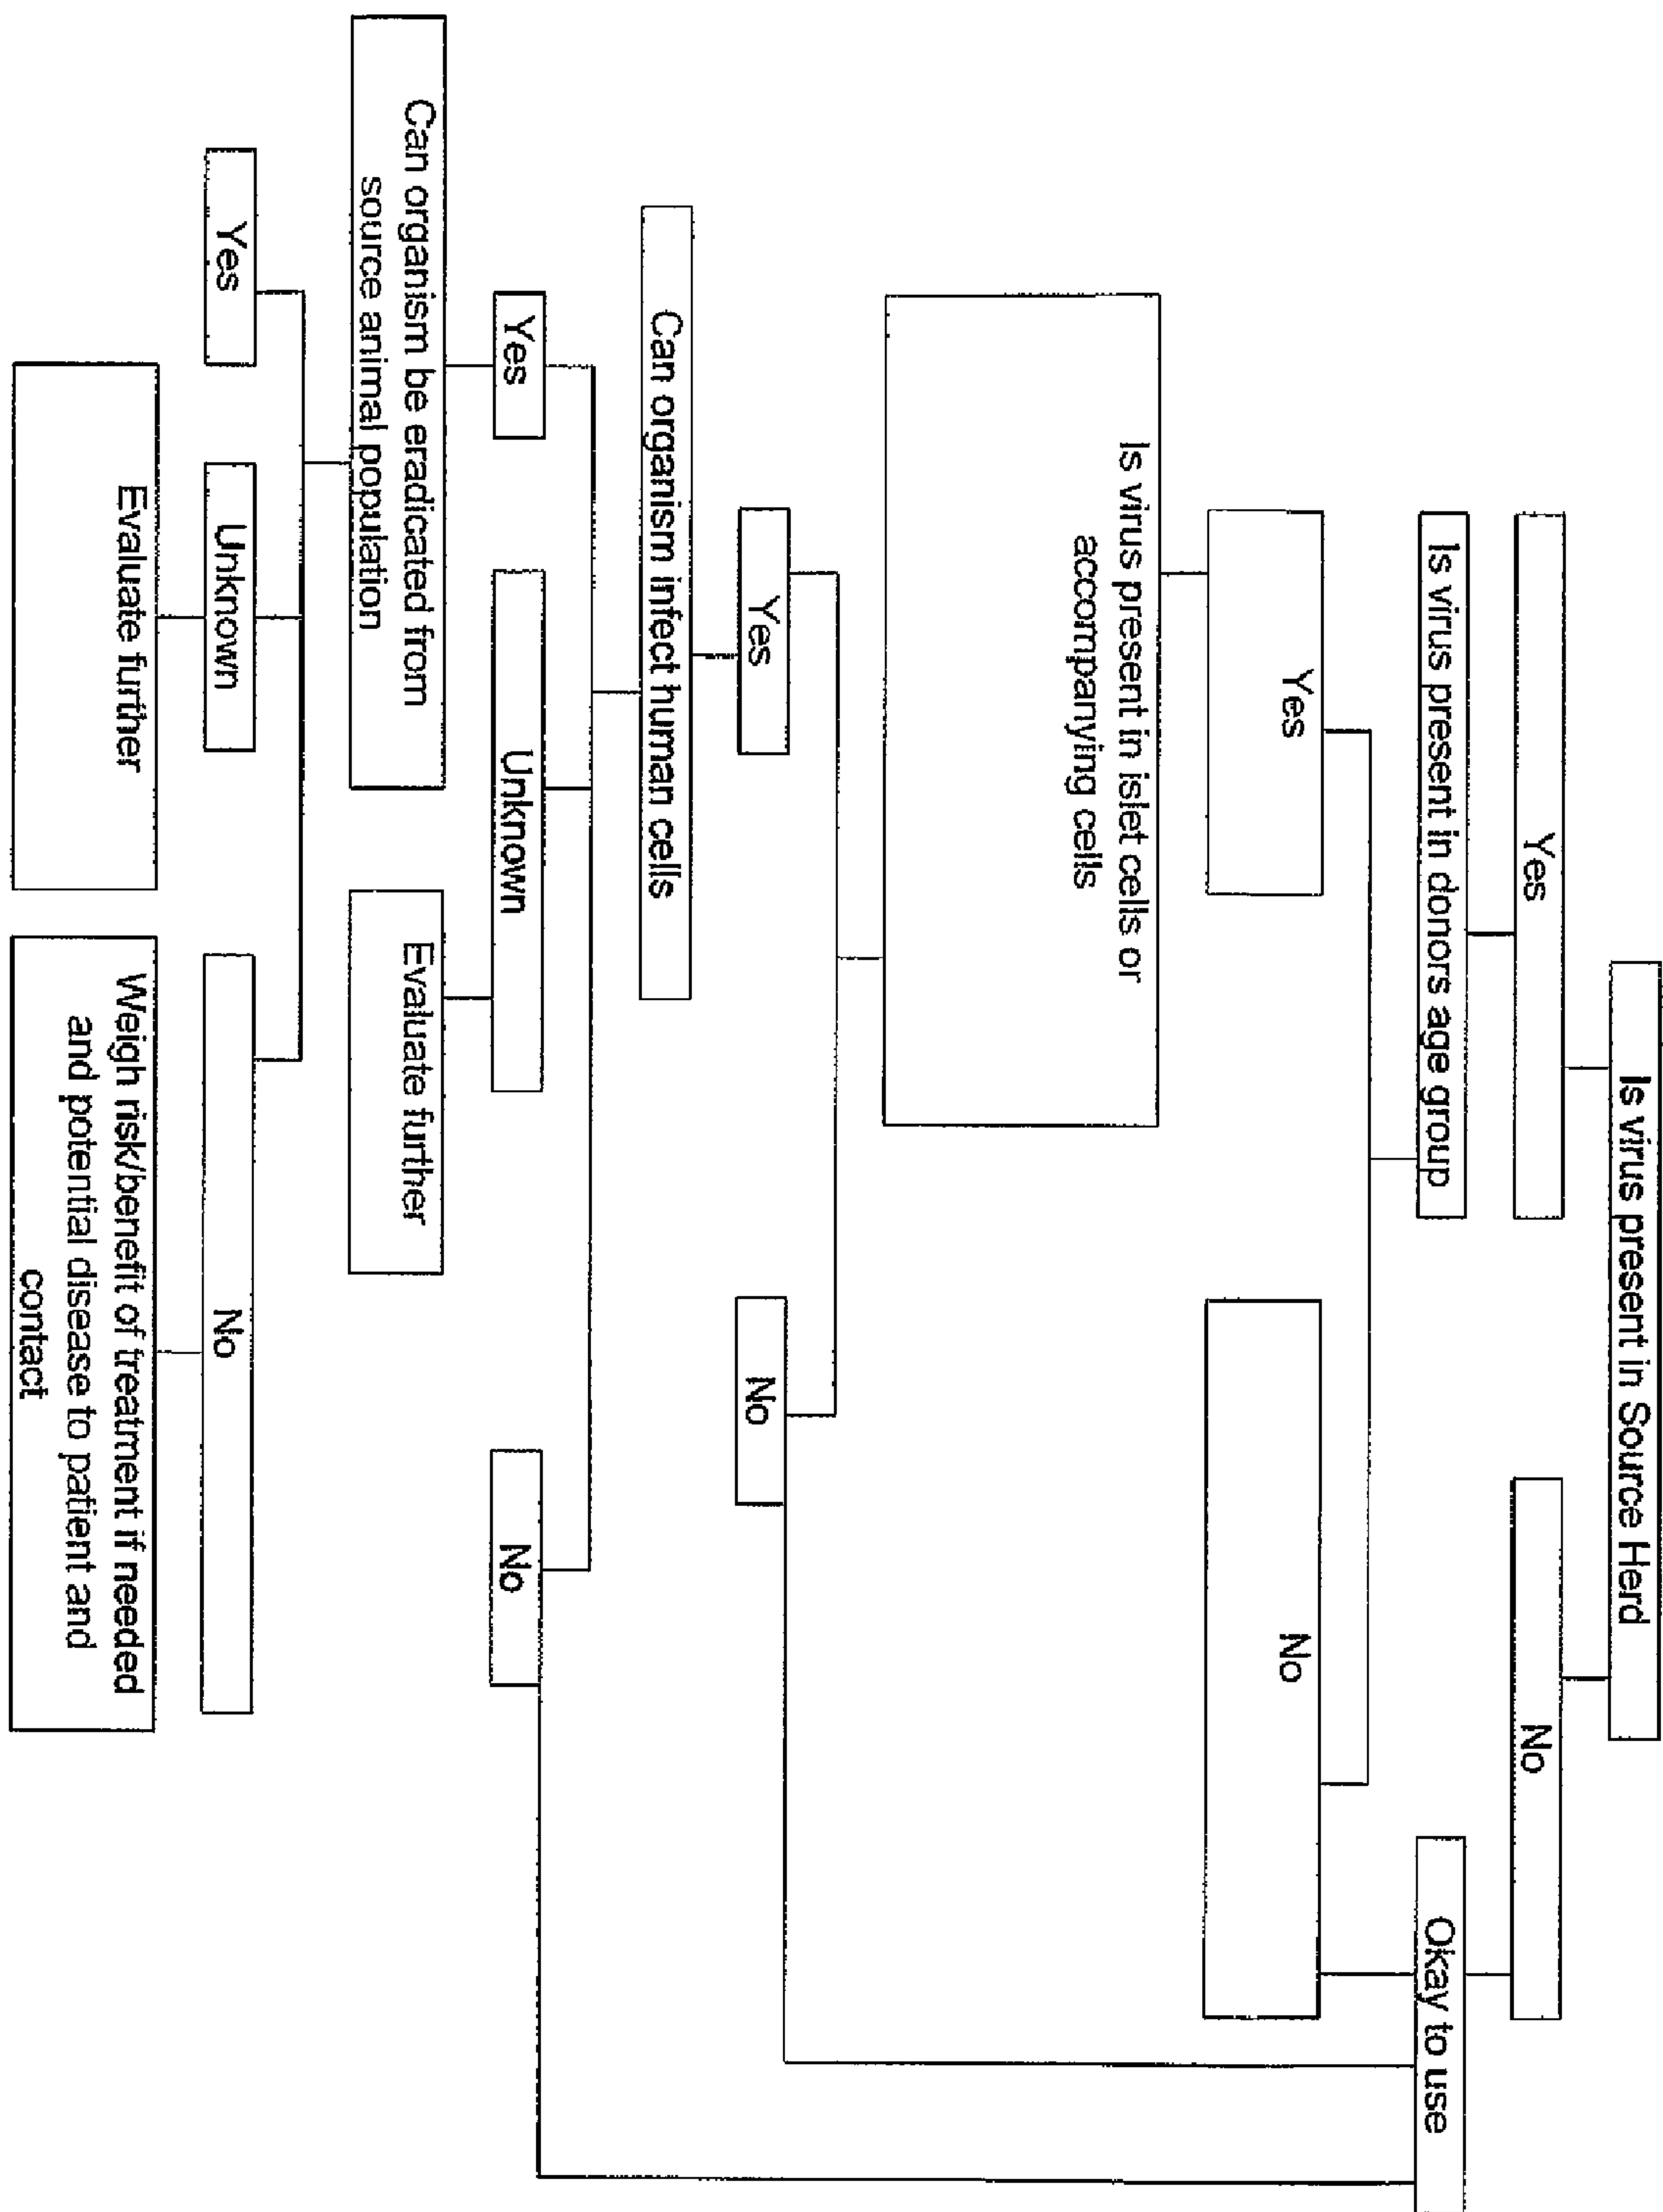 Is virus present in Source Herd
Yes
No
Is virus present in donors age group
Okay to use
Yes
No
Is virus present in islet cells or
accompanying cells
Yes
No
Can organism infect human cells
Yes
Unknown
No
Can organism be eradicated from
source animal population
Evaluate further
Yes
Unknown
No
Evaluate further
Weigh risk/benefit of treatment if needed
and potential disease to patient and
contact